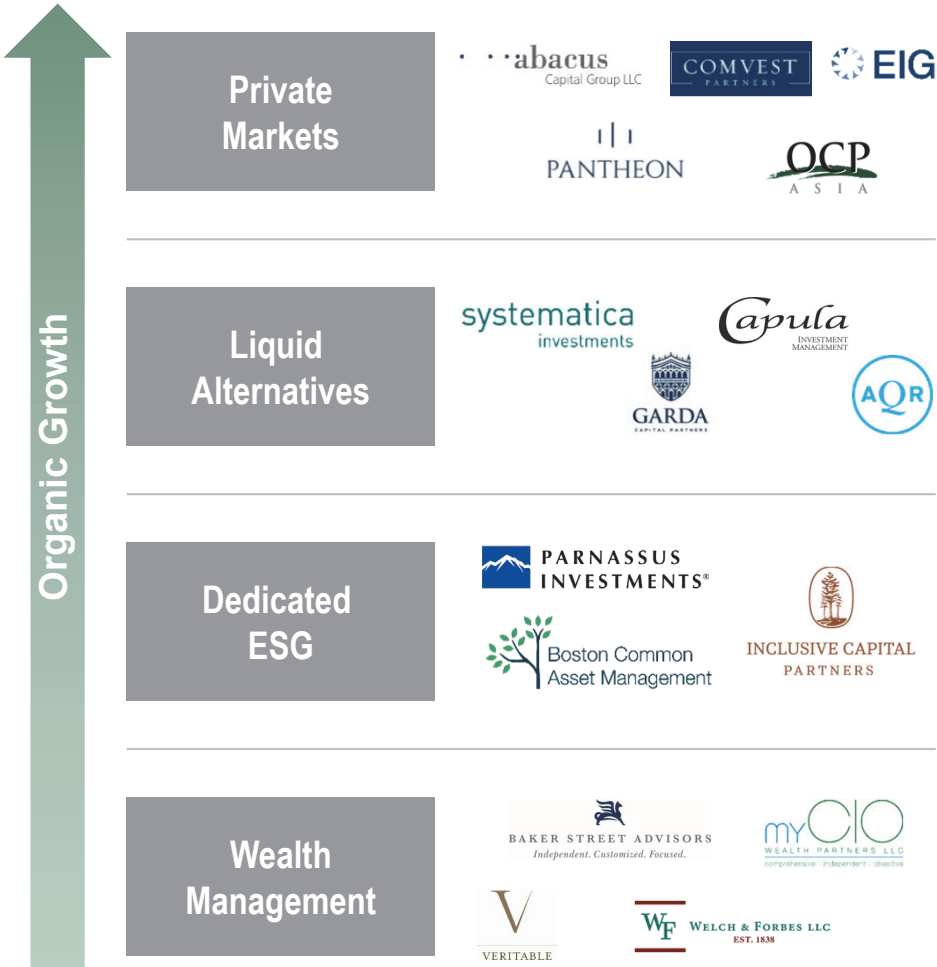 Organic Growth
Private
Markets
abacus
Capital Group LLC
COMVEST
PARTNERS
EIG
PANTHEON
OCP
ASIA
Liquid
Alternatives
systematica
investments
Capula
INVESTMENT
MANAGEMENT
GARDA
CAPITAL PARTNERS
AQR
Dedicated
ESG
PARNASSUS
INVESTMENTS®
Boston Common
Asset Management
INCLUSIVE CAPITAL
PARTNERS
Wealth
Management
BAKER STREET ADVISORS
Independent. Customized. Focused.
myCIO
WEALTH PARTNERS LLC
comprehensive · independent · objective
V
VERITABLE
WF WELCH & FORBES LLC
EST. 1838